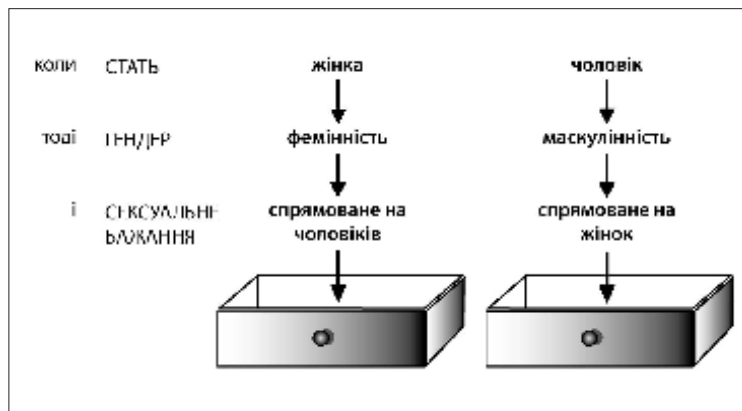 коли СТАТЬ жінка чоловік
тоді ГЕНДЕР фемінність маскулінність
і СЕКСУАЛЬНЕ спрямоване на спрямоване на
БАЖАННЯ чоловіків жінок